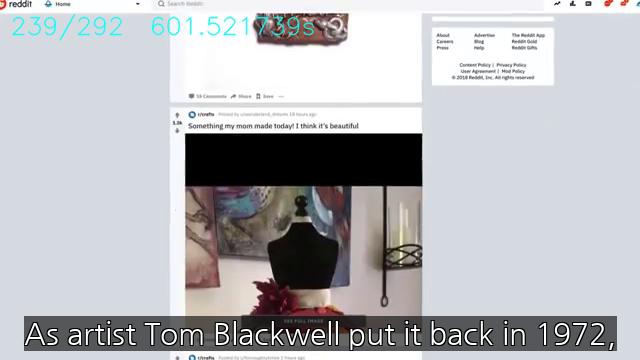 reddit
Home
Search Reddit
239/292 601.521739s
About Advertise The Reddit App
Careers Blog Reddit Gold
Press Help Reddit Gifts
Content Policy | Privacy Policy
User Agreement | Mod Policy
© 2018 Reddit, Inc. All rights reserved
Comments Share Save
r/crafts
Something my mom made today! I think it's beautiful
SEE FULL IMAGE
As artist Tom Blackwell put it back in 1972,
r/crafts